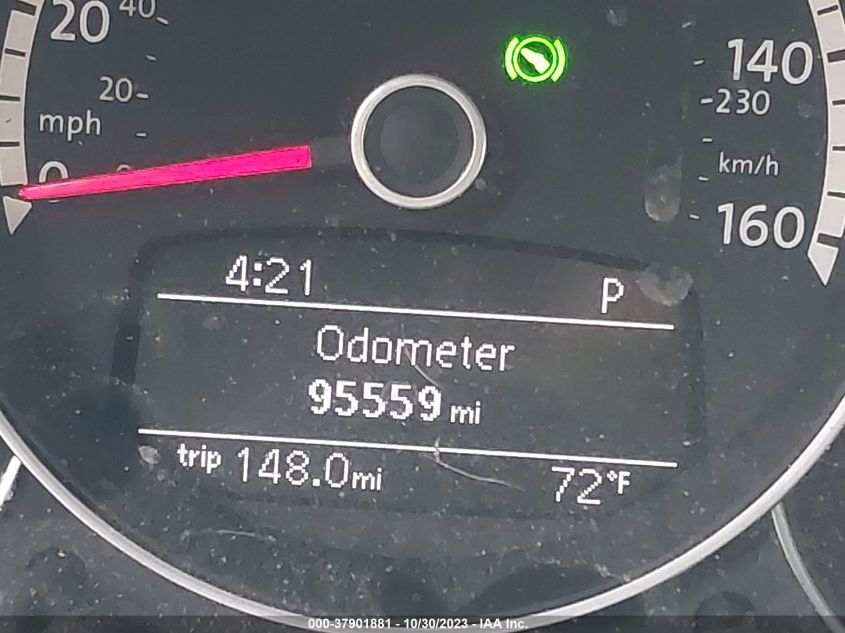 20 40
20
mph
0
140
230
km/h
160
4:21 P
Odometer
95559 mi
trip 148.0mi 72°F
000-37901881 - 10/30/2023 - IAA Inc.